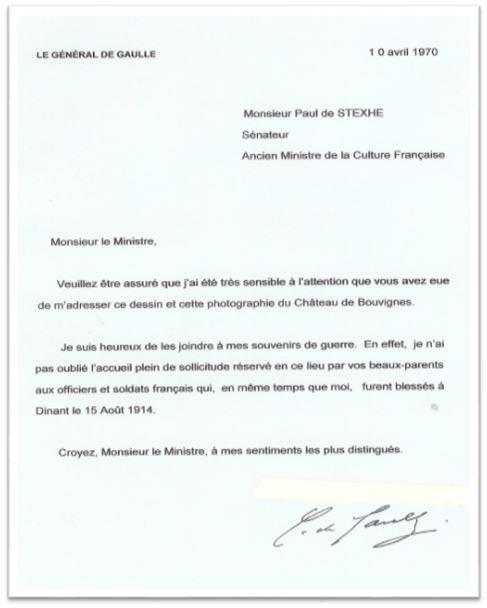 LE GÉNÉRAL DE GAULLE
10 avril 1970
Monsieur Paul de STEXHE
Sénateur
Ancien Ministre de la Culture Française
Monsieur le Ministre,
Veuillez être assuré que j'ai été très sensible à l'attention que vous avez eue
de m'adresser ce dessin et cette photographie du Château de Bouvignes.
Je suis heureux de les joindre à mes souvenirs de guerre. En effet, je n'ai
pas oublié l'accueil plein de sollicitude réservé en ce lieu par vos beaux-parents
aux officiers et soldats français qui, en même temps que moi, furent blessés à
Dinant le 15 Août 1914.
Croyez, Monsieur le Ministre, à mes sentiments les plus distingués.
C. de Gaulle